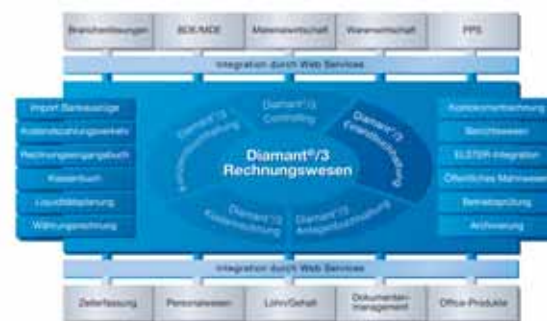 Branchenlösungen
BDE/MDE
Materialwirtschaft
Warenwirtschaft
PPS
Integration durch Web Services
Import Bankauszüge
Kassenbuch
Liquiditätsplanung
Währungsrechnung
Diamant®/3
Controlling
Diamant®/3
Finanzbuchhaltung
Diamant®/3
Rechnungswesen
Diamant®/3
Diamant®/3
Kostenrechnung
Diamant®/3
Anlagenbuchhaltung
Berichtswesen
ELSTER-Integration
Öffentliches Mahnwesen
Betriebsprüfung
Archivierung
Integration durch Web Services
Zeiterfassung
Personalwesen
Lohn/Gehalt
Dokumenten-
management
Office-Produkte